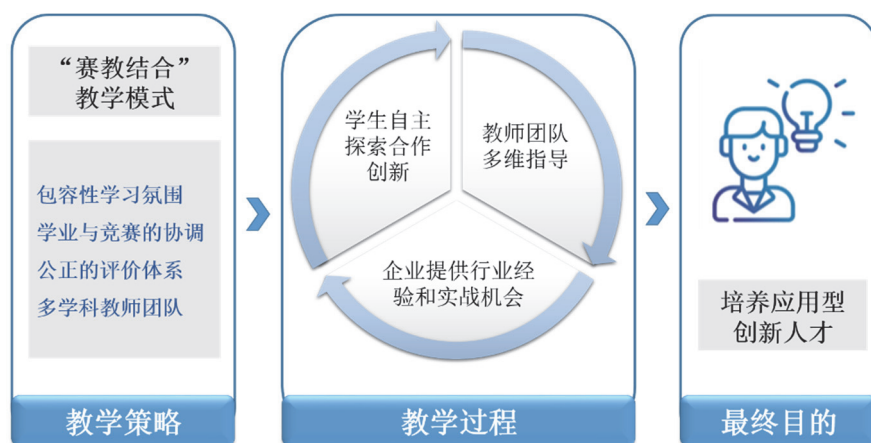 “赛教结合”
教学模式
包容性学习氛围
学业与竞赛的协调
公正的评价体系
多学科教师团队
教学策略
学生自主
探索合作
创新
教师团队
多维指导
企业提供行业经
验和实战机会
教学过程
培养应用型
创新人才
最终目的